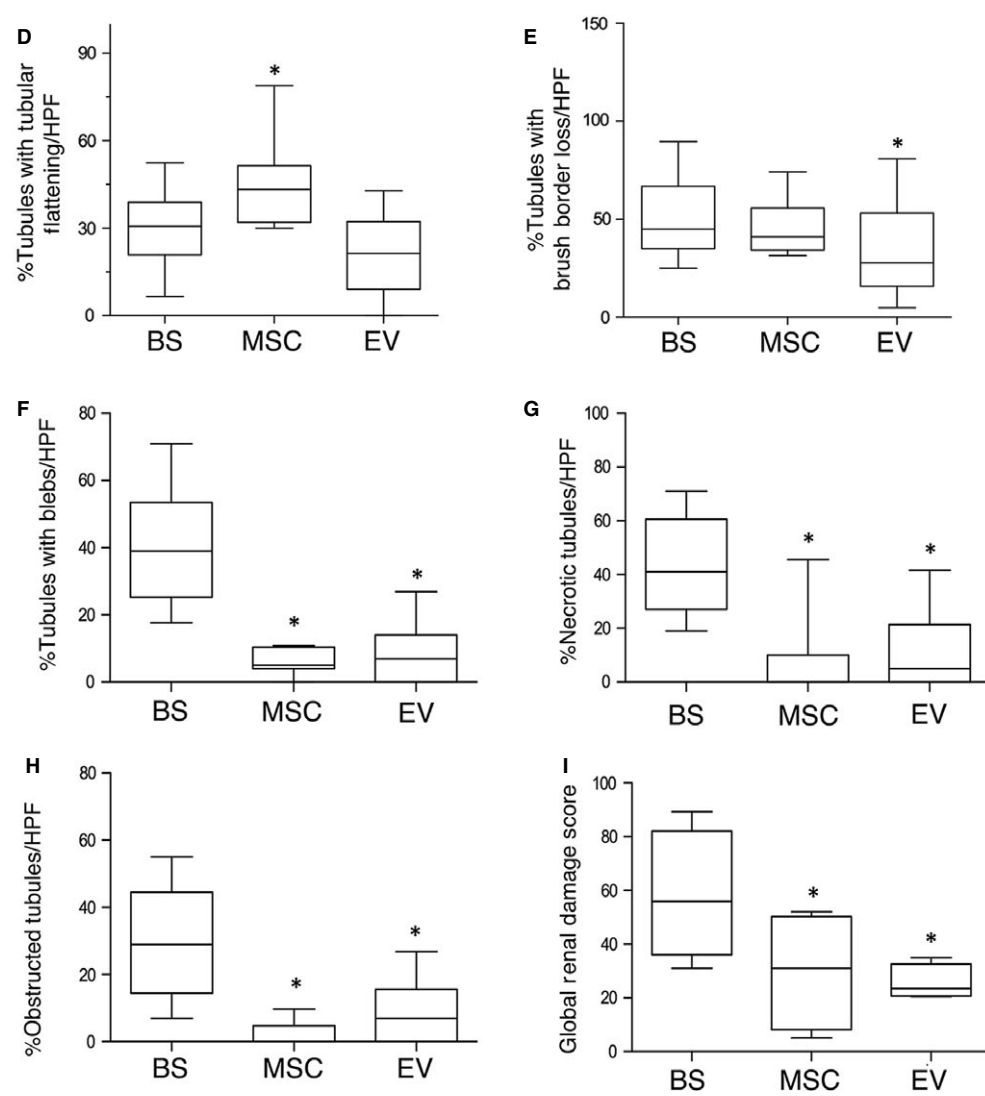 D
%Tubules with tubular
flattening/HPF
90
60
30
0
*
BS MSC EV
E
%Tubules with
brush border loss/HPF
150
100
50
0
*
BS MSC EV
F
%Tubules with blebs/HPF
80
60
40
20
0
* *
BS MSC EV
G
%Necrotic tubules/HPF
100
80
60
40
20
0
* *
BS MSC EV
H
%Obstructed tubules/HPF
80
60
40
20
0
* *
BS MSC EV
I
Global renal damage score
100
80
60
40
20
0
* *
BS MSC EV